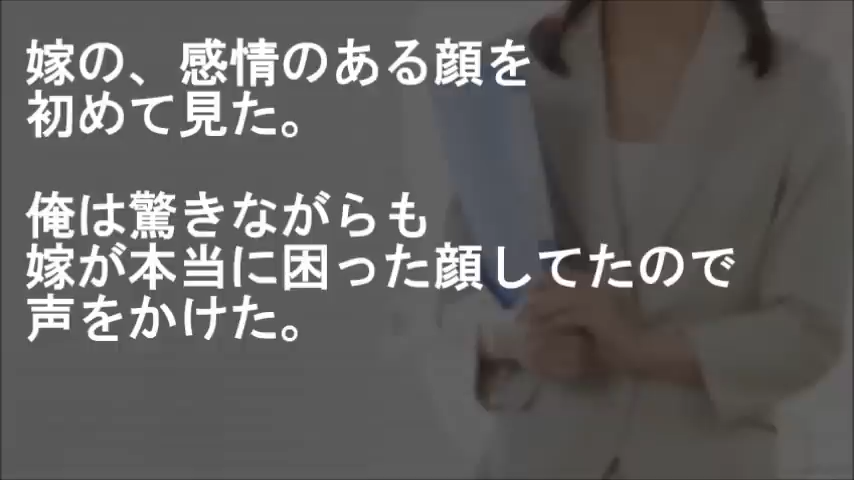 嫁の、感情のある顔を
初めて見た。
俺は驚きながらも
嫁が本当に困った顔してたので
声をかけた。